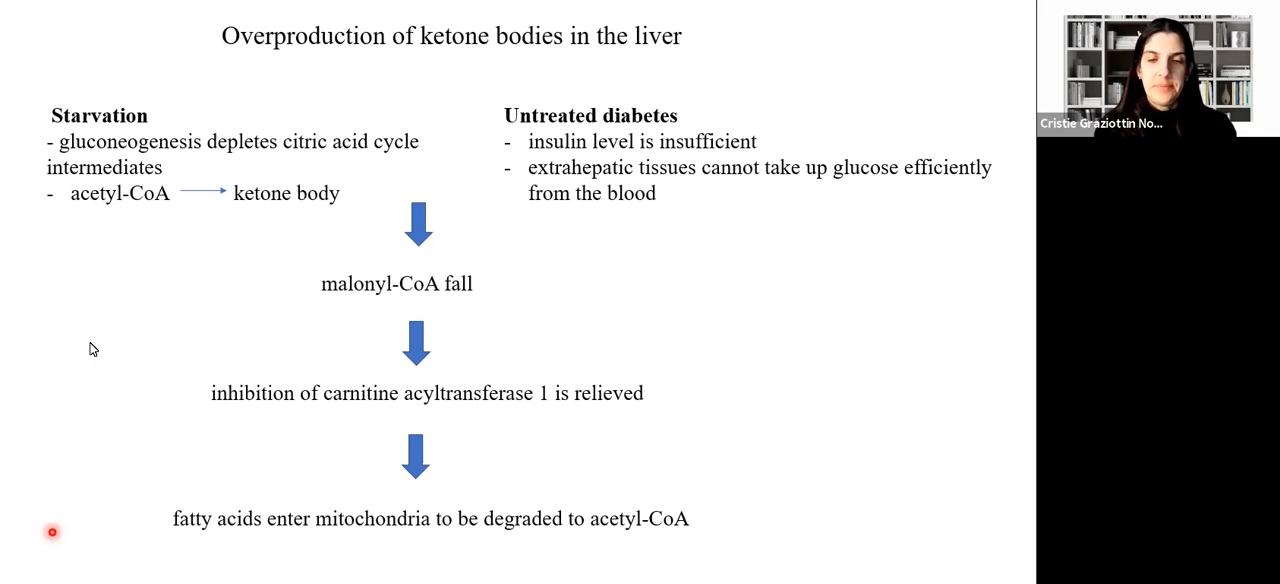 Overproduction of ketone bodies in the liver
Starvation
- gluconeogenesis depletes citric acid cycle
intermediates
- acetyl-CoA ketone body
Untreated diabetes
- insulin level is insufficient
- extrahepatic tissues cannot take up glucose efficiently
from the blood
malonyl-CoA fall
inhibition of carnitine acyltransferase 1 is relieved
fatty acids enter mitochondria to be degraded to acetyl-CoA
Cristie Graziottin No...